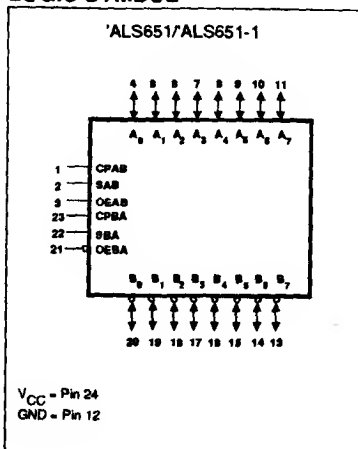 'ALS651/'ALS651-1
4 5 6 7 8 9 10 11
A0 A1 A2 A3 A4 A5 A6 A7
1 CPAB
2 SAB
3 OEAB
23 CPBA
22 SBA
21 OEBA
B0 B1 B2 B3 B4 B5 B6 B7
20 19 18 17 16 15 14 13
VCC = Pin 24
GND = Pin 12